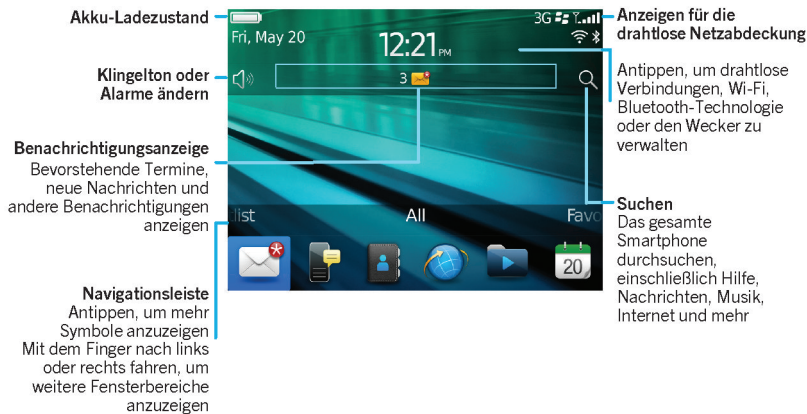 Akku-Ladezustand
Klingelton oder
Alarme ändern
Benachrichtigungsanzeige
Bevorstehende Termine,
neue Nachrichten und
andere Benachrichtigungen
anzeigen
Navigationsleiste
Antippen, um mehr
Symbole anzuzeigen
Mit dem Finger nach links
oder rechts fahren, um
weitere Fensterbereiche
anzuzeigen
3G
Fri, May 20
12:21 PM
3
list
All
Favo
20
Anzeigen für die
drahtlose Netzabdeckung
Antippen, um drahtlose
Verbindungen, Wi-Fi,
Bluetooth-Technologie
oder den Wecker zu
verwalten
Suchen
Das gesamte
Smartphone
durchsuchen,
einschließlich Hilfe,
Nachrichten, Musik,
Internet und mehr